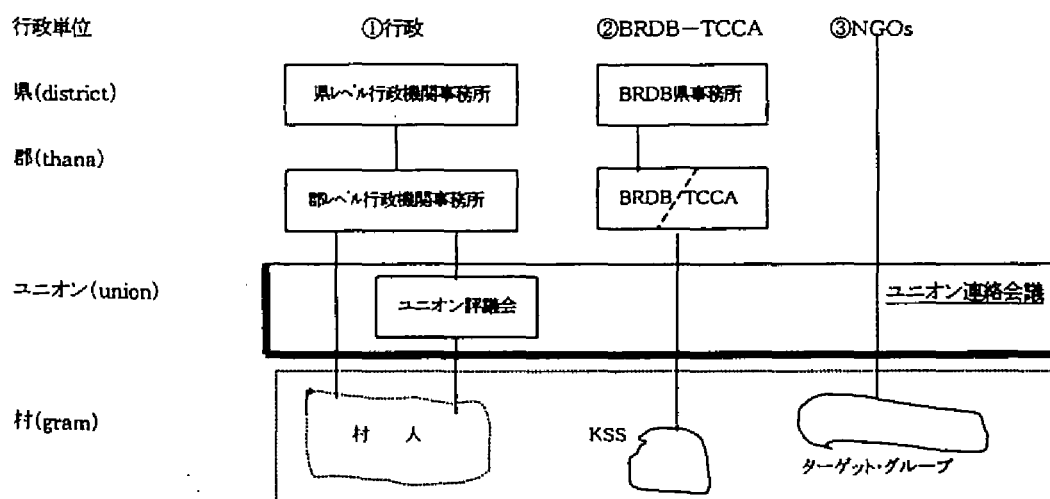 行政単位 ①行政 ②BRDB－TCCA ③NGOs
県(district) 県ﾚﾍﾞﾙ行政機関事務所 BRDB県事務所
郡(thana)
郡ﾚﾍﾞﾙ行政機関事務所 BRDB TCCA
ユニオン(union) ユニオン評議会 ユニオン連絡会議
村(gram) 村 人 KSS
ターゲット・グループ